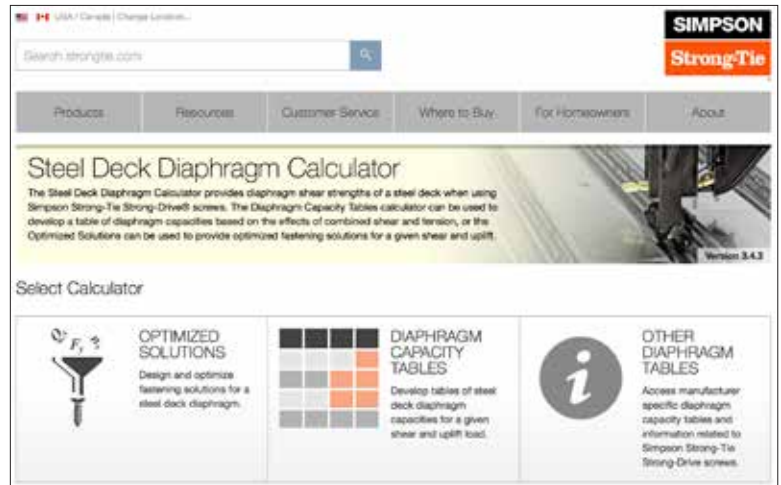 USA / Canada | Change Location...
SIMPSON
Strong-Tie
Search strongtie.com
Products
Resources
Customer Service
Where to Buy
For Homeowners
About
Steel Deck Diaphragm Calculator
The Steel Deck Diaphragm Calculator provides diaphragm shear strengths of a steel deck when using
Simpson Strong-Tie Strong-Drive® screws. The Diaphragm Capacity Tables calculator can be used to
develop a table of diaphragm capacities based on the effects of combined shear and tension, or the
Optimized Solutions can be used to provide optimized fastening solutions for a given shear and uplift.
Version 3.4.3
Select Calculator
OPTIMIZED
SOLUTIONS
Design and optimize
fastening solutions for a
steel deck diaphragm.
DIAPHRAGM
CAPACITY
TABLES
Develop tables of steel
deck diaphragm
capacities for a given
shear and uplift load.
OTHER
DIAPHRAGM
TABLES
Access manufacturer
specific diaphragm
capacity tables and
information related to
Simpson Strong-Tie
Strong-Drive screws.